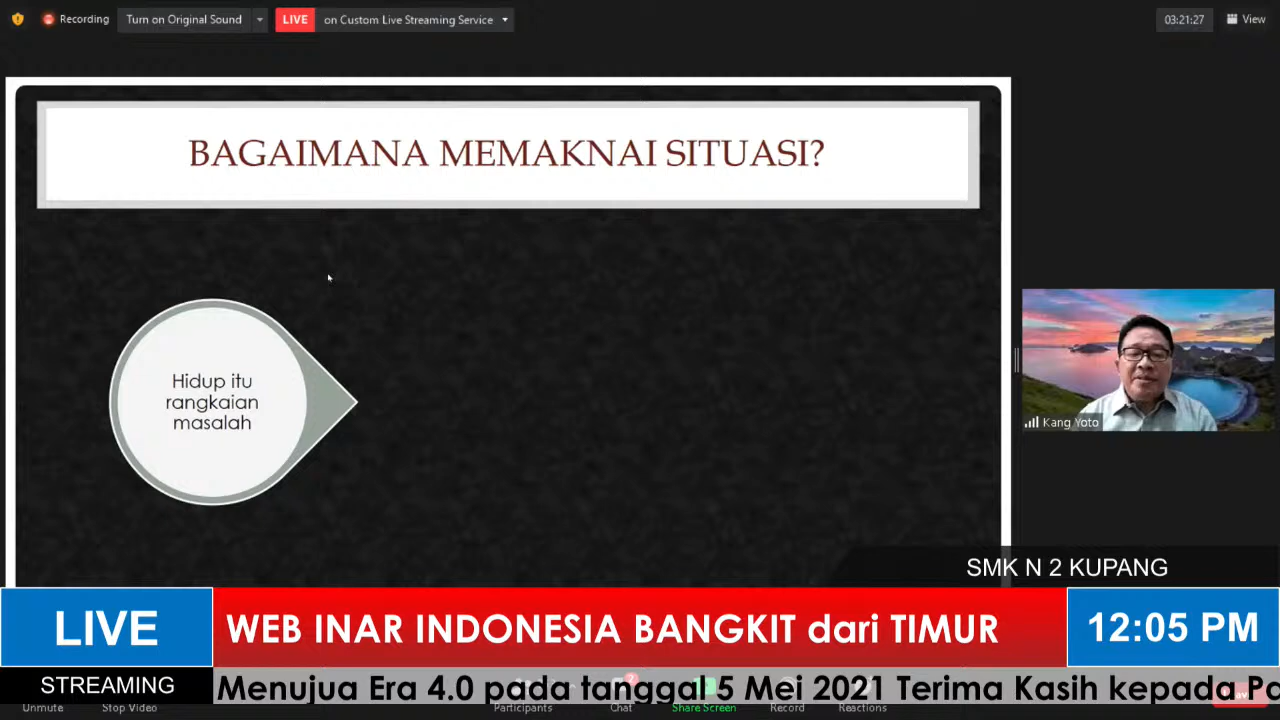 Recording
Turn on Original Sound
LIVE on Custom Live Streaming Service
03:21:27
View
BAGAIMANA MEMAKNAI SITUASI?
Hidup itu
rangkaian
masalah
Kang Yoto
SMK N 2 KUPANG
LIVE
WEB INAR INDONESIA BANGKIT dari TIMUR
12:05 PM
STREAMING
Menujua Era 4.0 pada tanggal 5 Mei 2021 Terima Kasih kepada
Unmute
Stop Video
Participants
Chat
2
Share Screen
Record
Reactions